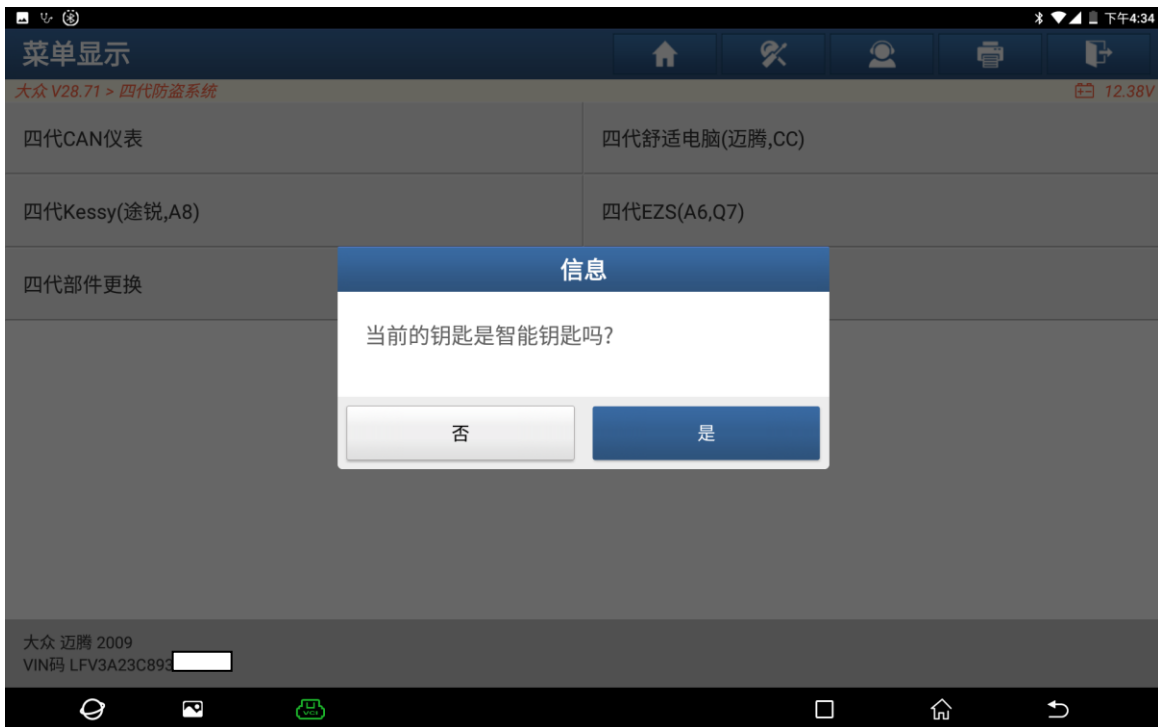 下午4:34
菜单显示
大众 V28.71 > 四代防盗系统
12.38V
四代CAN仪表
四代舒适电脑(迈腾,CC)
四代Kessy(途锐,A8)
四代EZS(A6,Q7)
四代部件更换
信息
当前的钥匙是智能钥匙吗?
否
是
大众 迈腾 2009
VIN码 LFV3A23C893
VCI